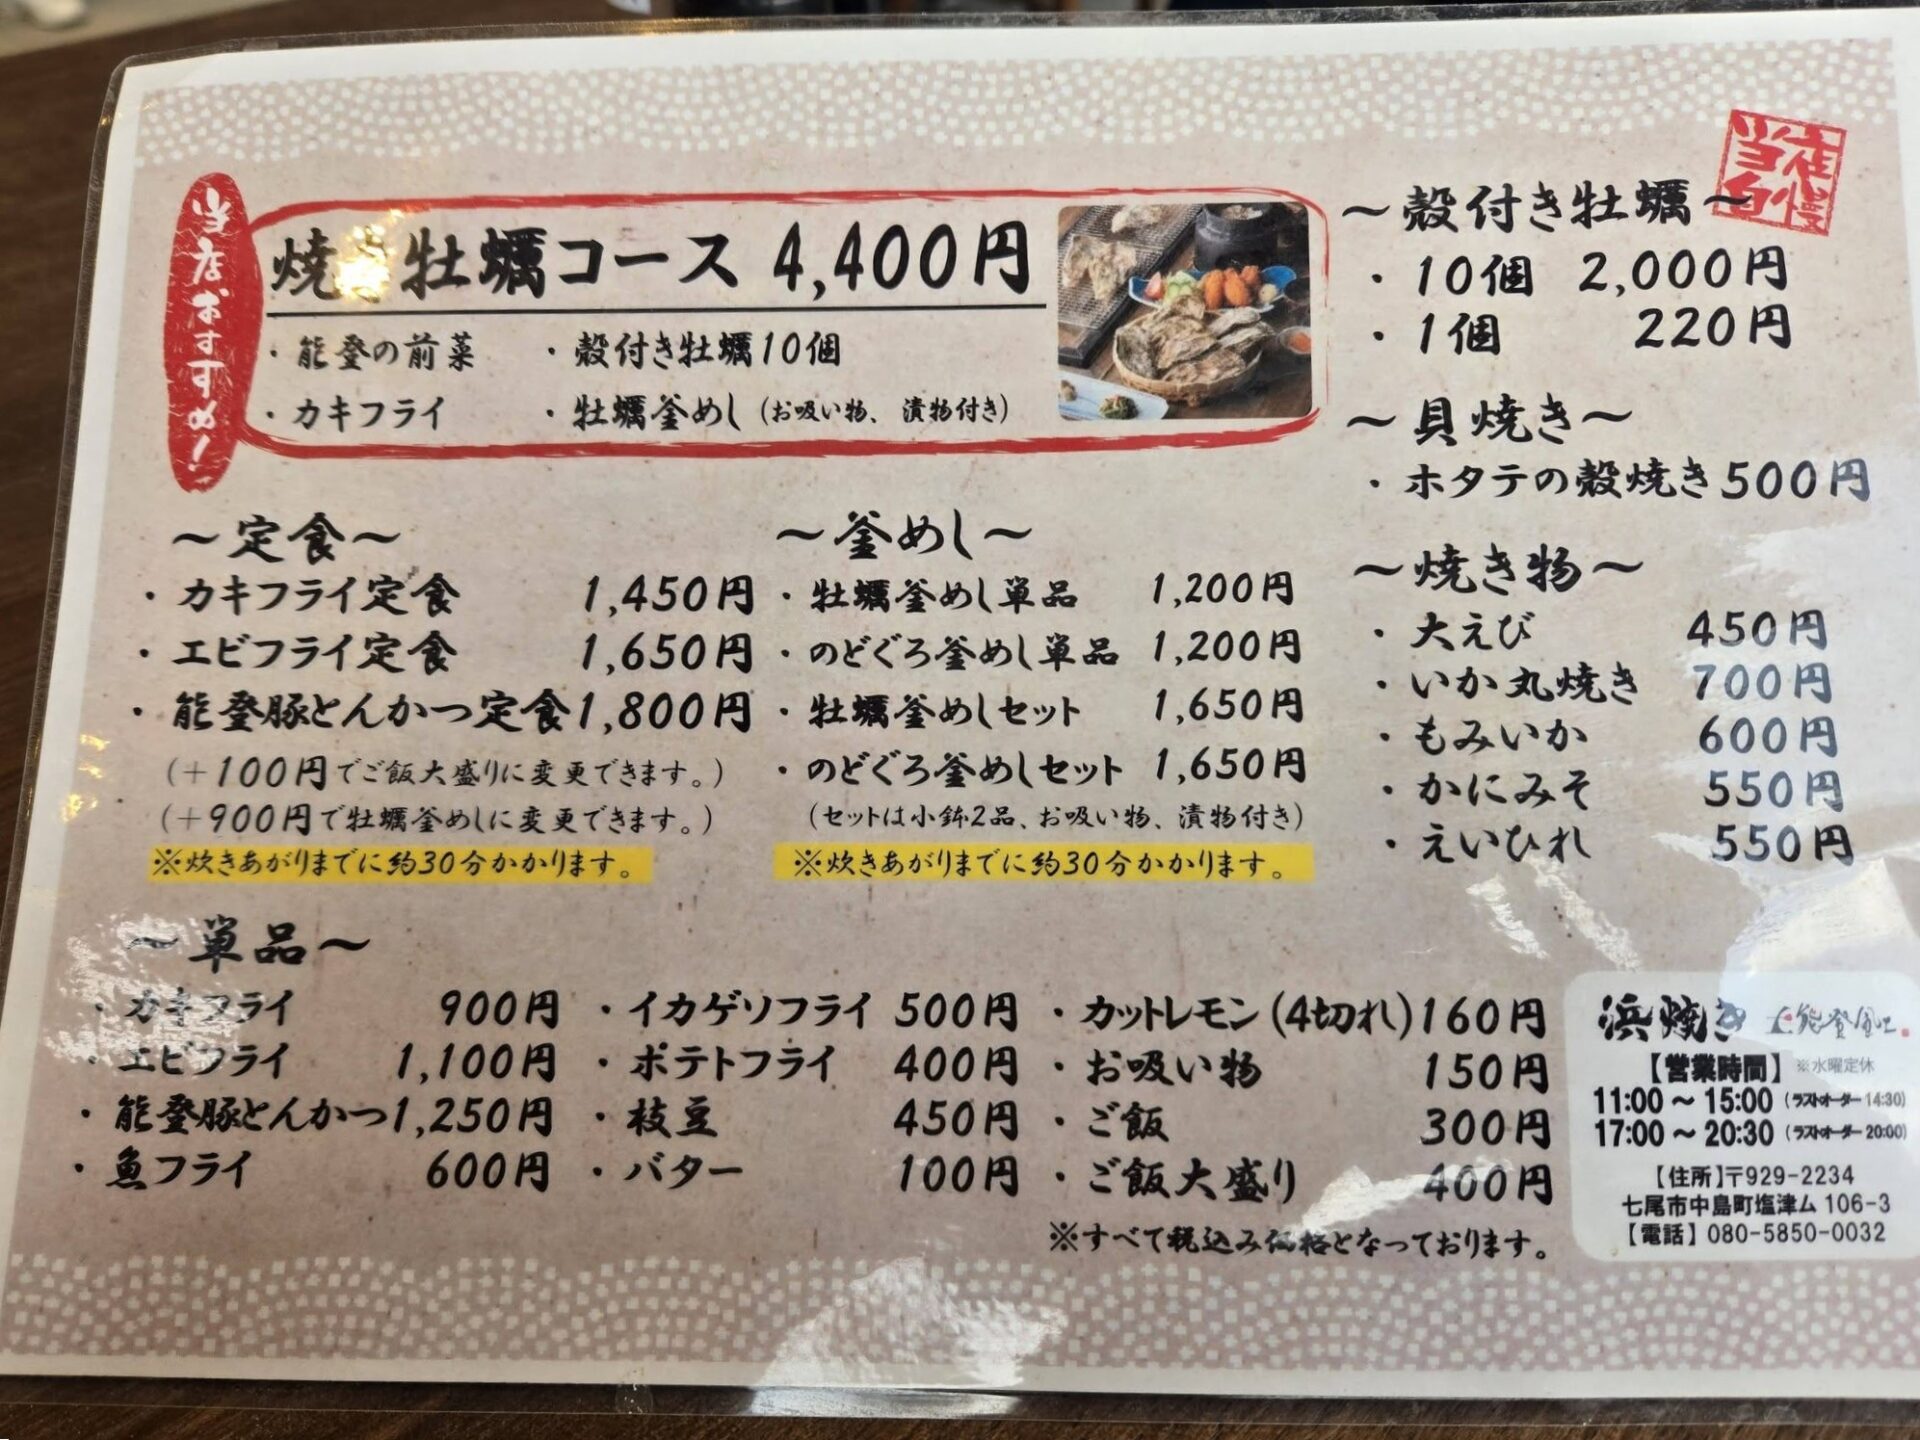 当店おすすめ!
焼き牡蠣コース 4,400円
・能登の前菜 ・殻付き牡蠣10個
・カキフライ ・牡蠣釜めし(お吸い物、漬物付き)
当店自慢
～殻付き牡蠣～
・10個 2,000円
・1個 220円
～貝焼き～
・ホタテの殻焼き 500円
～焼き物～
・大えび 450円
・いか丸焼き 700円
・もみいか 600円
・かにみそ 550円
・えいひれ 550円
～定食～
・カキフライ定食 1,450円
・エビフライ定食 1,650円
・能登豚とんかつ定食 1,800円
(＋100円でご飯大盛りに変更できます。)
(＋900円で牡蠣釜めしに変更できます。)
※炊きあがりまでに約30分かかります。
～釜めし～
・牡蠣釜めし単品 1,200円
・のどぐろ釜めし単品 1,200円
・牡蠣釜めしセット 1,650円
・のどぐろ釜めしセット 1,650円
(セットは小鉢2品、お吸い物、漬物付き)
※炊きあがりまでに約30分かかります。
～単品～
・カキフライ 900円
・エビフライ 1,100円
・能登豚とんかつ 1,250円
・魚フライ 600円
・イカゲソフライ 500円
・ポテトフライ 400円
・枝豆 450円
・バター 100円
・カットレモン(4切れ) 160円
・お吸い物 150円
・ご飯 300円
・ご飯大盛り 400円
※すべて税込み価格となっております。
浜焼き 能登風土
【営業時間】 ※水曜定休
11:00～15:00 (ラストオーダー14:30)
17:00～20:30 (ラストオーダー20:00)
【住所】〒929-2234
七尾市中島町塩津ム106-3
【電話】080-5850-0032